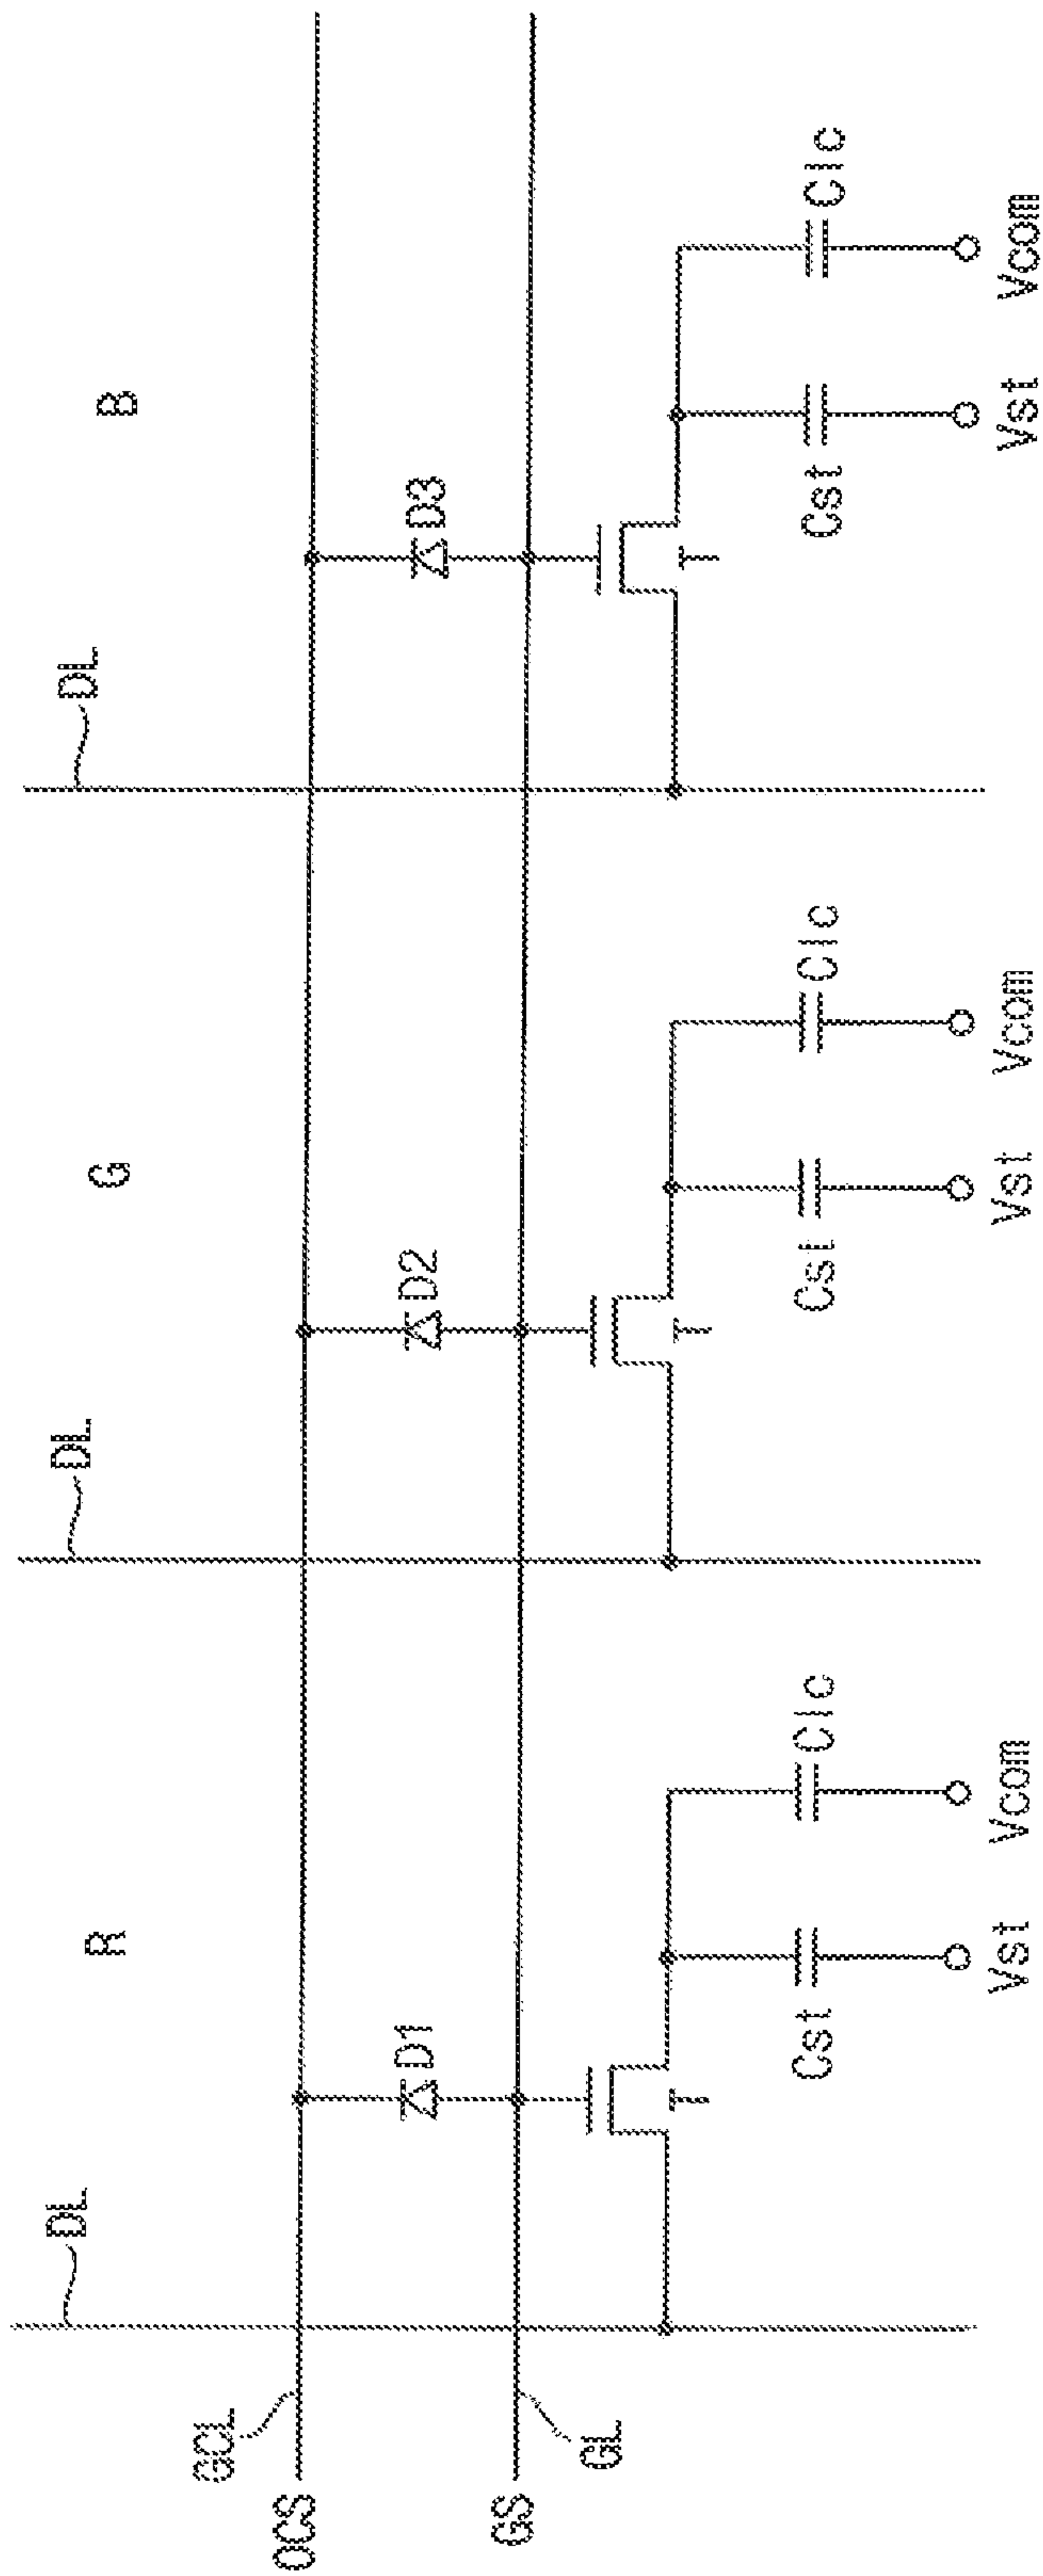 R
G
B
DL
DL
DL
GCL
OCS
D1
D2
D3
GS
GL
Cst
Clc
Cst
Clc
Cst
Clc
Vst
Vcom
Vst
Vcom
Vst
Vcom